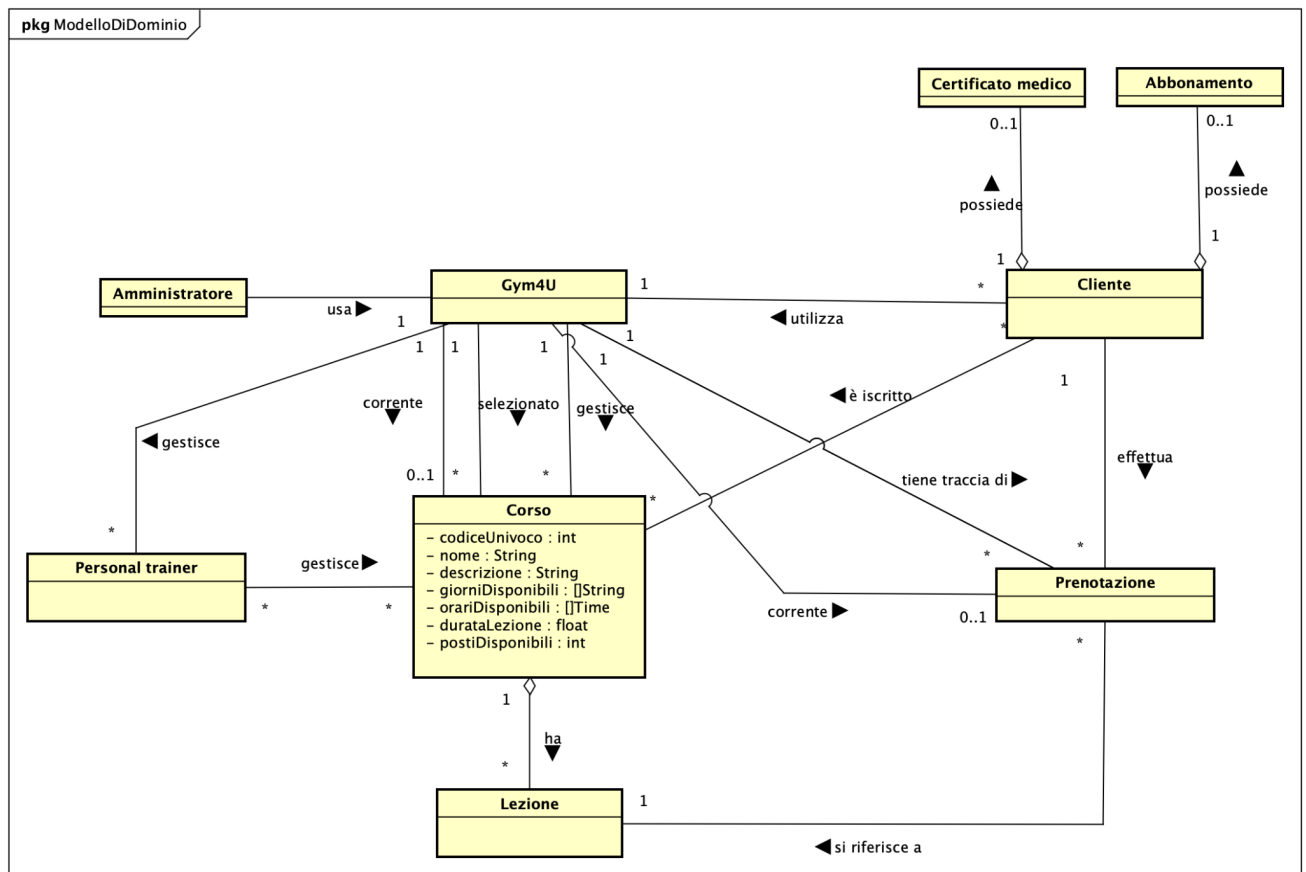 pkg ModelloDiDominio
Certificato medico
Abbonamento
0..1
0..1
possiede
possiede
1
1
Amministratore
Gym4U
Cliente
usa
1
*
utilizza
*
1
1
1
1
1
1
1
corrente
selezionato
gestisce
è iscritto
gestisce
effettua
0..1
*
*
*
tiene traccia di
*
*
*
Corso
– codiceUnivoco : int
– nome : String
– descrizione : String
– giorniDisponibili : []String
– orariDisponibili : []Time
– durataLezione : float
– postiDisponibili : int
Personal trainer
gestisce
*
*
Prenotazione
corrente
0..1
*
1
ha
*
Lezione
1
si riferisce a